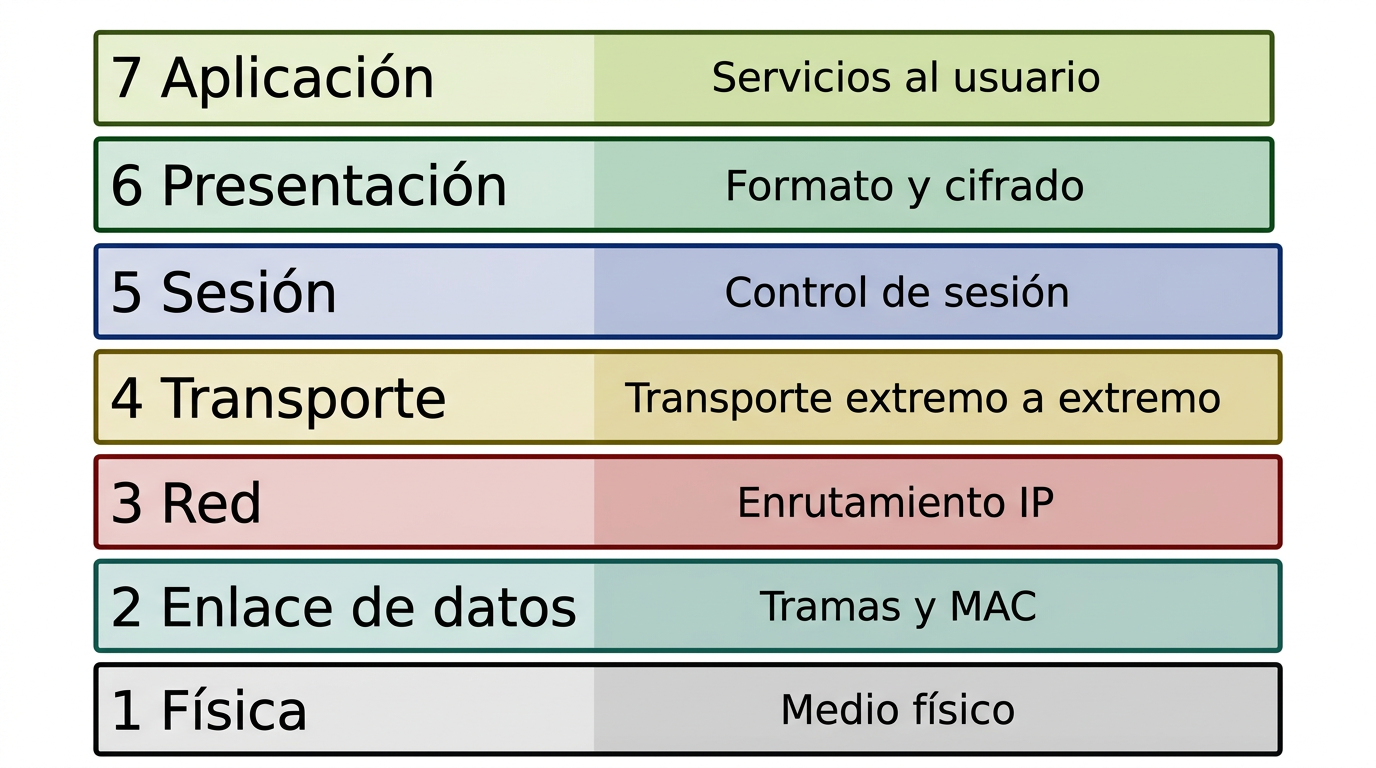 7 Aplicación Servicios al usuario
6 Presentación Formato y cifrado
5 Sesión Control de sesión
4 Transporte Transporte extremo a extremo
3 Red Enrutamiento IP
2 Enlace de datos Tramas y MAC
1 Física Medio físico